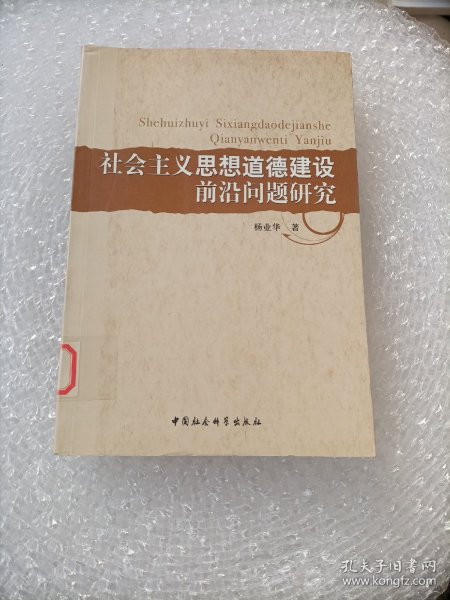 Shehuizhuyi Sixiangdaodejianshe
Qianyanwenti Yanjiu
社会主义思想道德建设
前沿问题研究
杨业华 著
中国社会科学出版社
孔夫子旧书网
www.kongfz.com